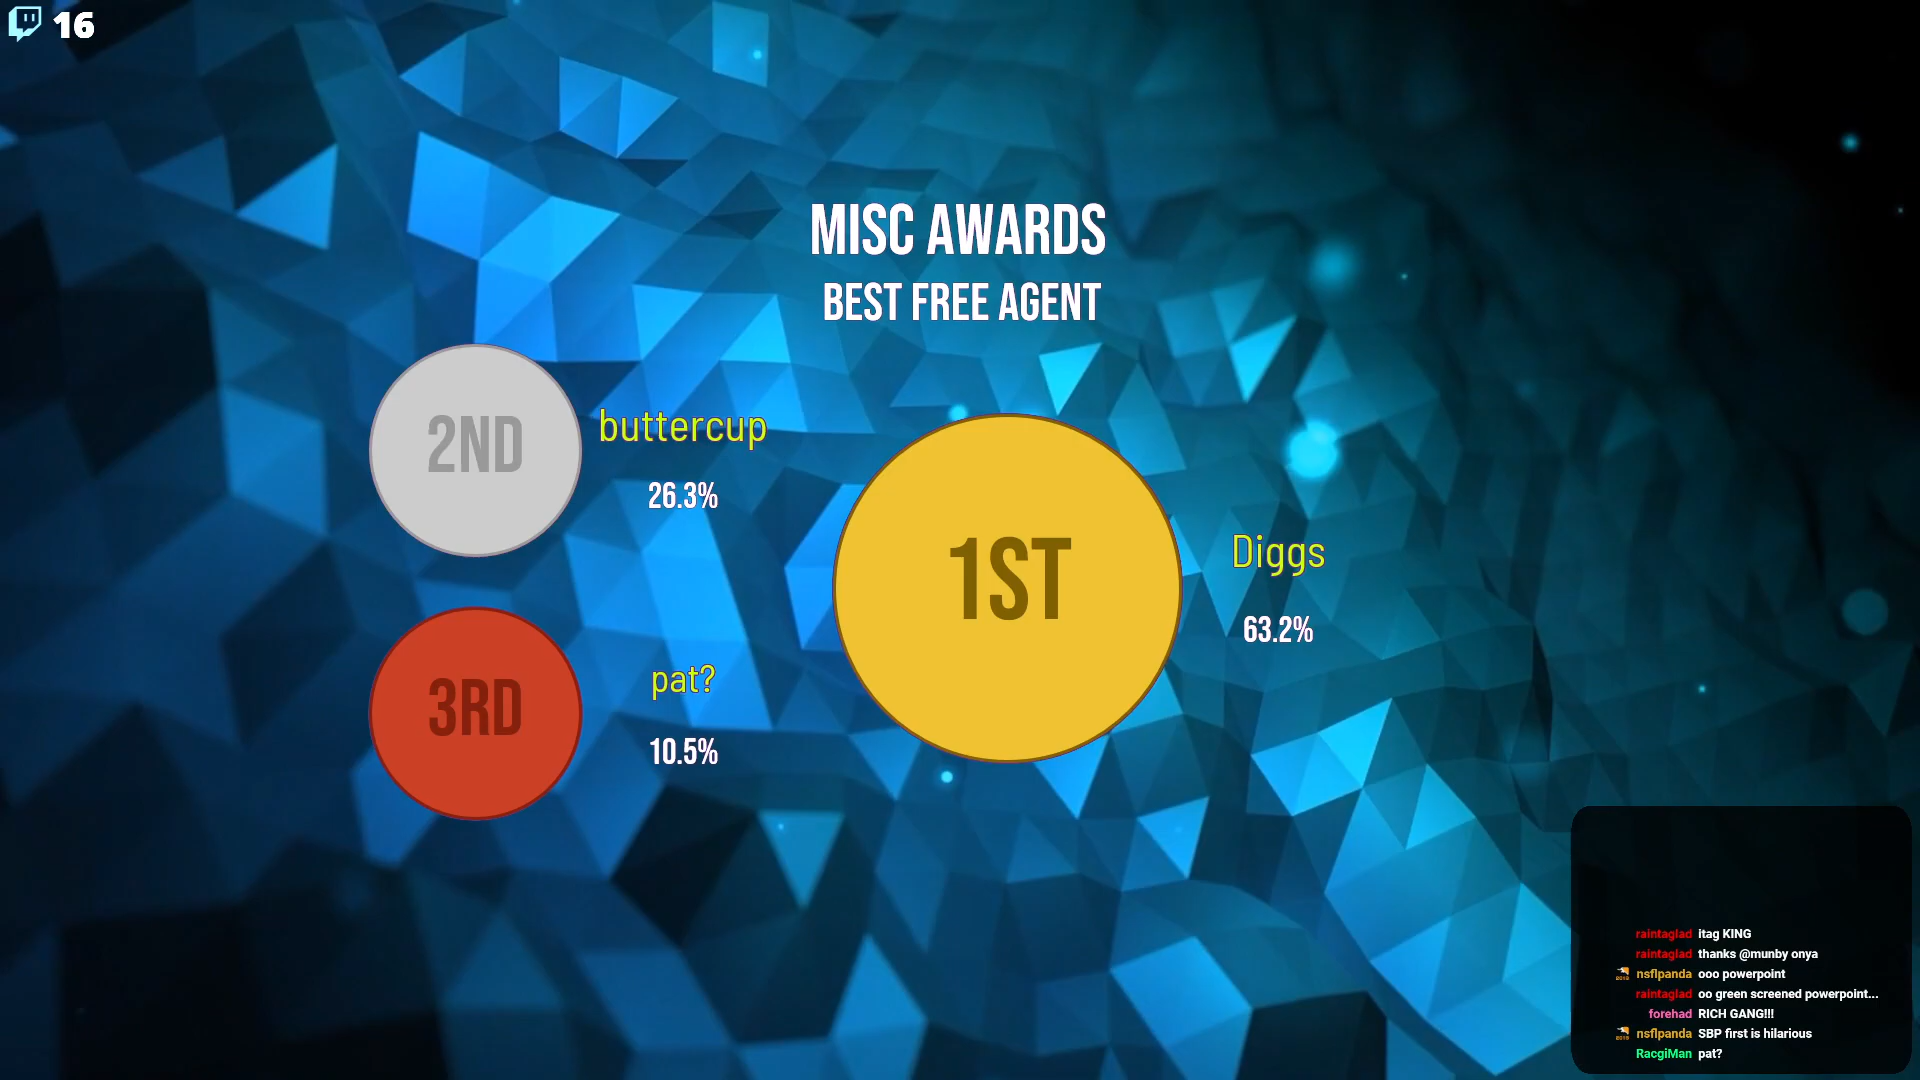 16
MISC AWARDS
BEST FREE AGENT
2ND
buttercup
26.3%
1ST
Diggs
63.2%
3RD
pat?
10.5%
raintaglad itag KING
raintaglad thanks @munby onya
nsflpanda ooo powerpoint
raintaglad oo green screened powerpoint...
forehad RICH GANG!!!
nsflpanda SBP first is hilarious
RacgiMan pat?